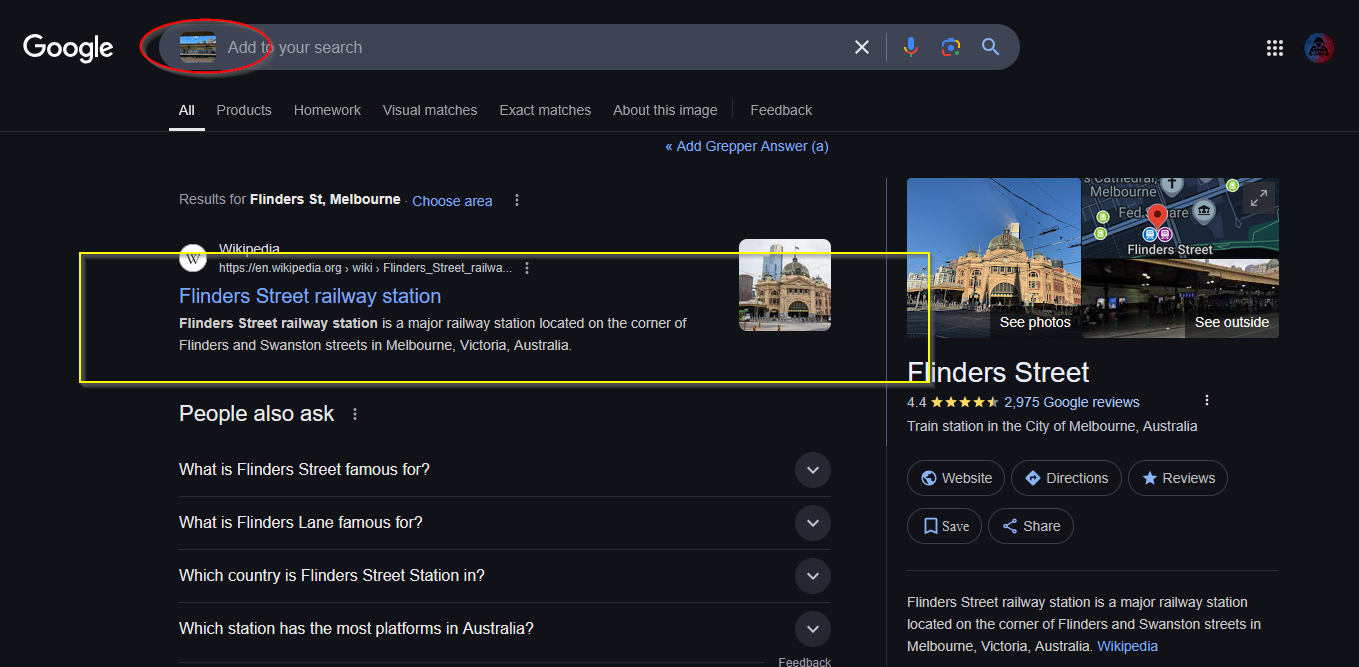 Google
Add to your search
All Products Homework Visual matches Exact matches About this image Feedback
« Add Grepper Answer (a)
Results for Flinders St, Melbourne · Choose area
W
Wikipedia
https://en.wikipedia.org › wiki › Flinders_Street_railwa...
Flinders Street railway station
Flinders Street railway station is a major railway station located on the corner of
Flinders and Swanston streets in Melbourne, Victoria, Australia.
People also ask
What is Flinders Street famous for?
What is Flinders Lane famous for?
Which country is Flinders Street Station in?
Which station has the most platforms in Australia?
Feedback
Melbourne
Flinders Street
See photos
See outside
Flinders Street
4.4 2,975 Google reviews
Train station in the City of Melbourne, Australia
Website Directions Reviews
Save Share
Flinders Street railway station is a major railway station
located on the corner of Flinders and Swanston streets in
Melbourne, Victoria, Australia. Wikipedia